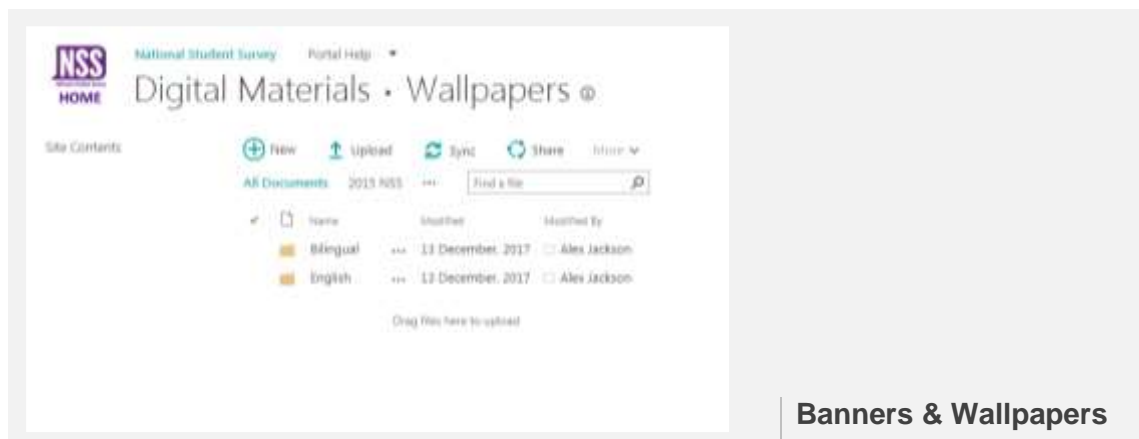 NSS
HOME
National Student Survey Portal Help
Digital Materials · Wallpapers
Site Contents
New Upload Sync Share More
All Documents 2015 NSS ... Find a file
Name Modified Modified By
Bilingual ... 13 December, 2017 Alex Jackson
English ... 13 December, 2017 Alex Jackson
Drag files here to upload
Banners & Wallpapers